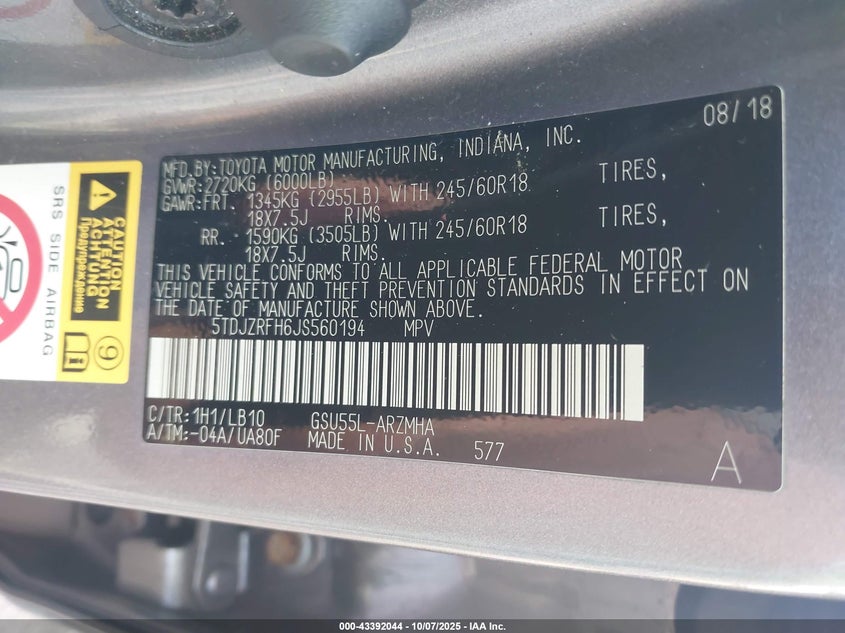 08/18
MFD.BY:TOYOTA MOTOR MANUFACTURING, INDIANA, INC.
GVWR:2720KG (6000LB)
GAWR:FRT. 1345KG (2955LB) WITH 245/60R18 TIRES,
18X7.5J RIMS.
RR. 1590KG (3505LB) WITH 245/60R18 TIRES,
18X7.5J RIMS.
THIS VEHICLE CONFORMS TO ALL APPLICABLE FEDERAL MOTOR
VEHICLE SAFETY AND THEFT PREVENTION STANDARDS IN EFFECT ON
THE DATE OF MANUFACTURE SHOWN ABOVE.
5TDJZRFH6JS560194 MPV
C/TR:1H1/LB10 GSU55L-ARZMHA
A/TM:-04A/UA80F MADE IN U.S.A. 577
A
SRS SIDE AIRBAG
CAUTION
ATTENTION
ACHTUNG
Предупреждение
9
000-43392044 - 10/07/2025 - IAA Inc.